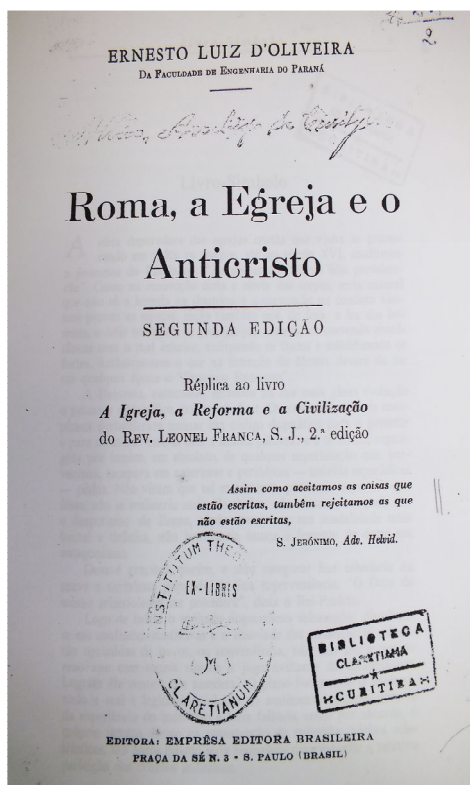 ERNESTO LUIZ D'OLIVEIRA
DA FACULDADE DE ENGENHARIA DO PARANÁ
Roma, a Egreja e o
Anticristo
SEGUNDA EDIÇÃO
Réplica ao livro
A Igreja, a Reforma e a Civilização
do REV. LEONEL FRANCA, S. J., 2.ª edição
Assim como aceitamos as coisas que
estão escritas, também rejeitamos as que
não estão escritas,
S. JERÓNIMO, Adv. Helvid.
INSTITUTUM THE
EX-LIBRIS
CLARETIANUM
BIBLIOTECA
CLARETIANA
CURITIBA
EDITORA: EMPRÊSA EDITORA BRASILEIRA
PRAÇA DA SÉ N. 3 - S. PAULO (BRASIL)